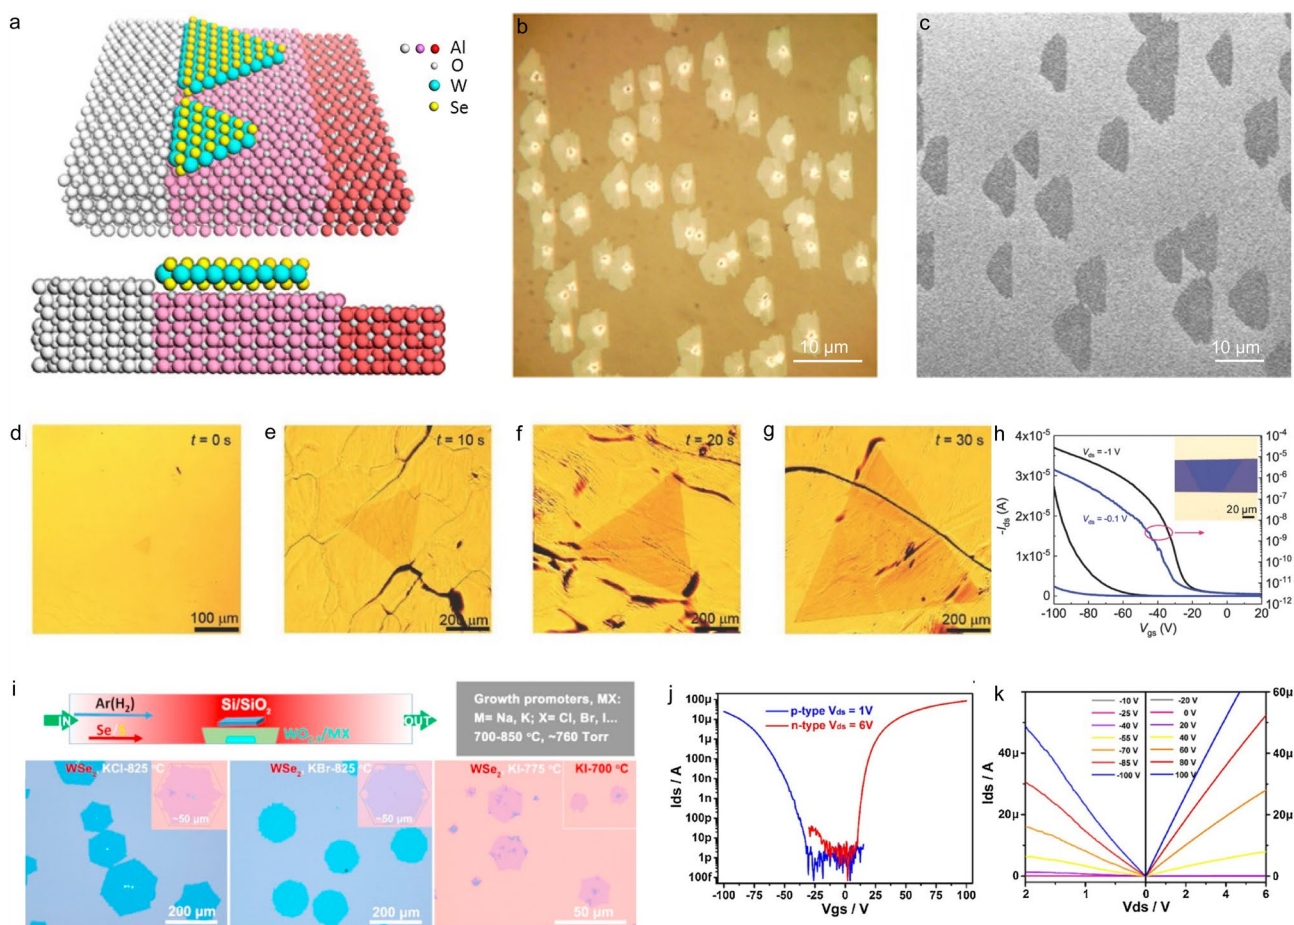 a
Al
O
W
Se
b
10 µm
c
10 µm
d
t = 0 s
100 µm
e
t = 10 s
200 µm
f
t = 20 s
200 µm
g
t = 30 s
200 µm
h
4x10⁻⁵
3x10⁻⁵
2x10⁻⁵
1x10⁻⁵
0
-Ids (A)
Vds = -1 V
Vds = -0.1 V
20 µm
10⁻⁴
10⁻⁵
10⁻⁶
10⁻⁷
10⁻⁸
10⁻⁹
10⁻¹⁰
10⁻¹¹
10⁻¹²
-100 -80 -60 -40 -20 0 20
Vgs (V)
i
IN
Ar(H₂)
Se
Si/SiO₂
OUT
Growth promoters, MX:
M= Na, K; X= Cl, Br, I...
700-850 °C, ~760 Torr
WSe₂ KCl-825 °C
~50 µm
200 µm
WSe₂ KBr-825 °C
~50 µm
200 µm
WSe₂ KI-775 °C
KI-700 °C
50 µm
j
100µ
10µ
1µ
100n
10n
1n
100p
10p
1p
100f
Ids / A
p-type Vds = 1V
n-type Vds = 6V
-100 -75 -50 -25 0 25 50 75 100
Vgs / V
k
Ids / A
40µ
20µ
0
-10 V
-25 V
-40 V
-55 V
-70 V
-85 V
-100 V
-20 V
0 V
20 V
40 V
60 V
80 V
100 V
60µ
40µ
20µ
0
2 1 0 2 4 6
Vds / V